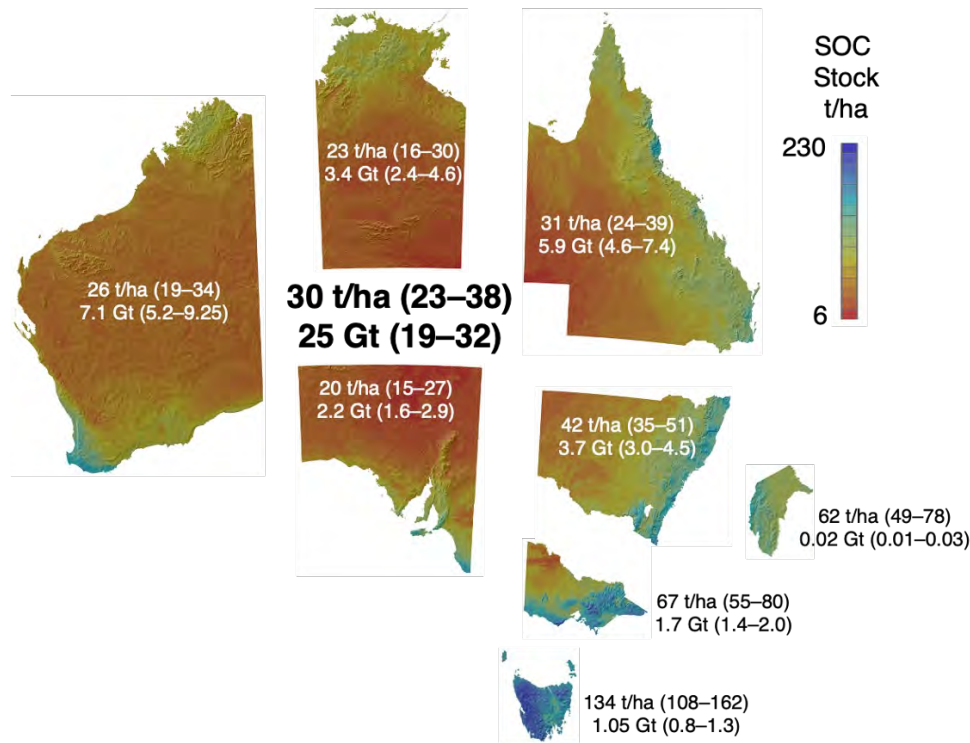 SOC
Stock
t/ha
230
6
23 t/ha (16–30)
3.4 Gt (2.4–4.6)
31 t/ha (24–39)
5.9 Gt (4.6–7.4)
26 t/ha (19–34)
7.1 Gt (5.2–9.25)
30 t/ha (23–38)
25 Gt (19–32)
20 t/ha (15–27)
2.2 Gt (1.6–2.9)
42 t/ha (35–51)
3.7 Gt (3.0–4.5)
62 t/ha (49–78)
0.02 Gt (0.01–0.03)
67 t/ha (55–80)
1.7 Gt (1.4–2.0)
134 t/ha (108–162)
1.05 Gt (0.8–1.3)